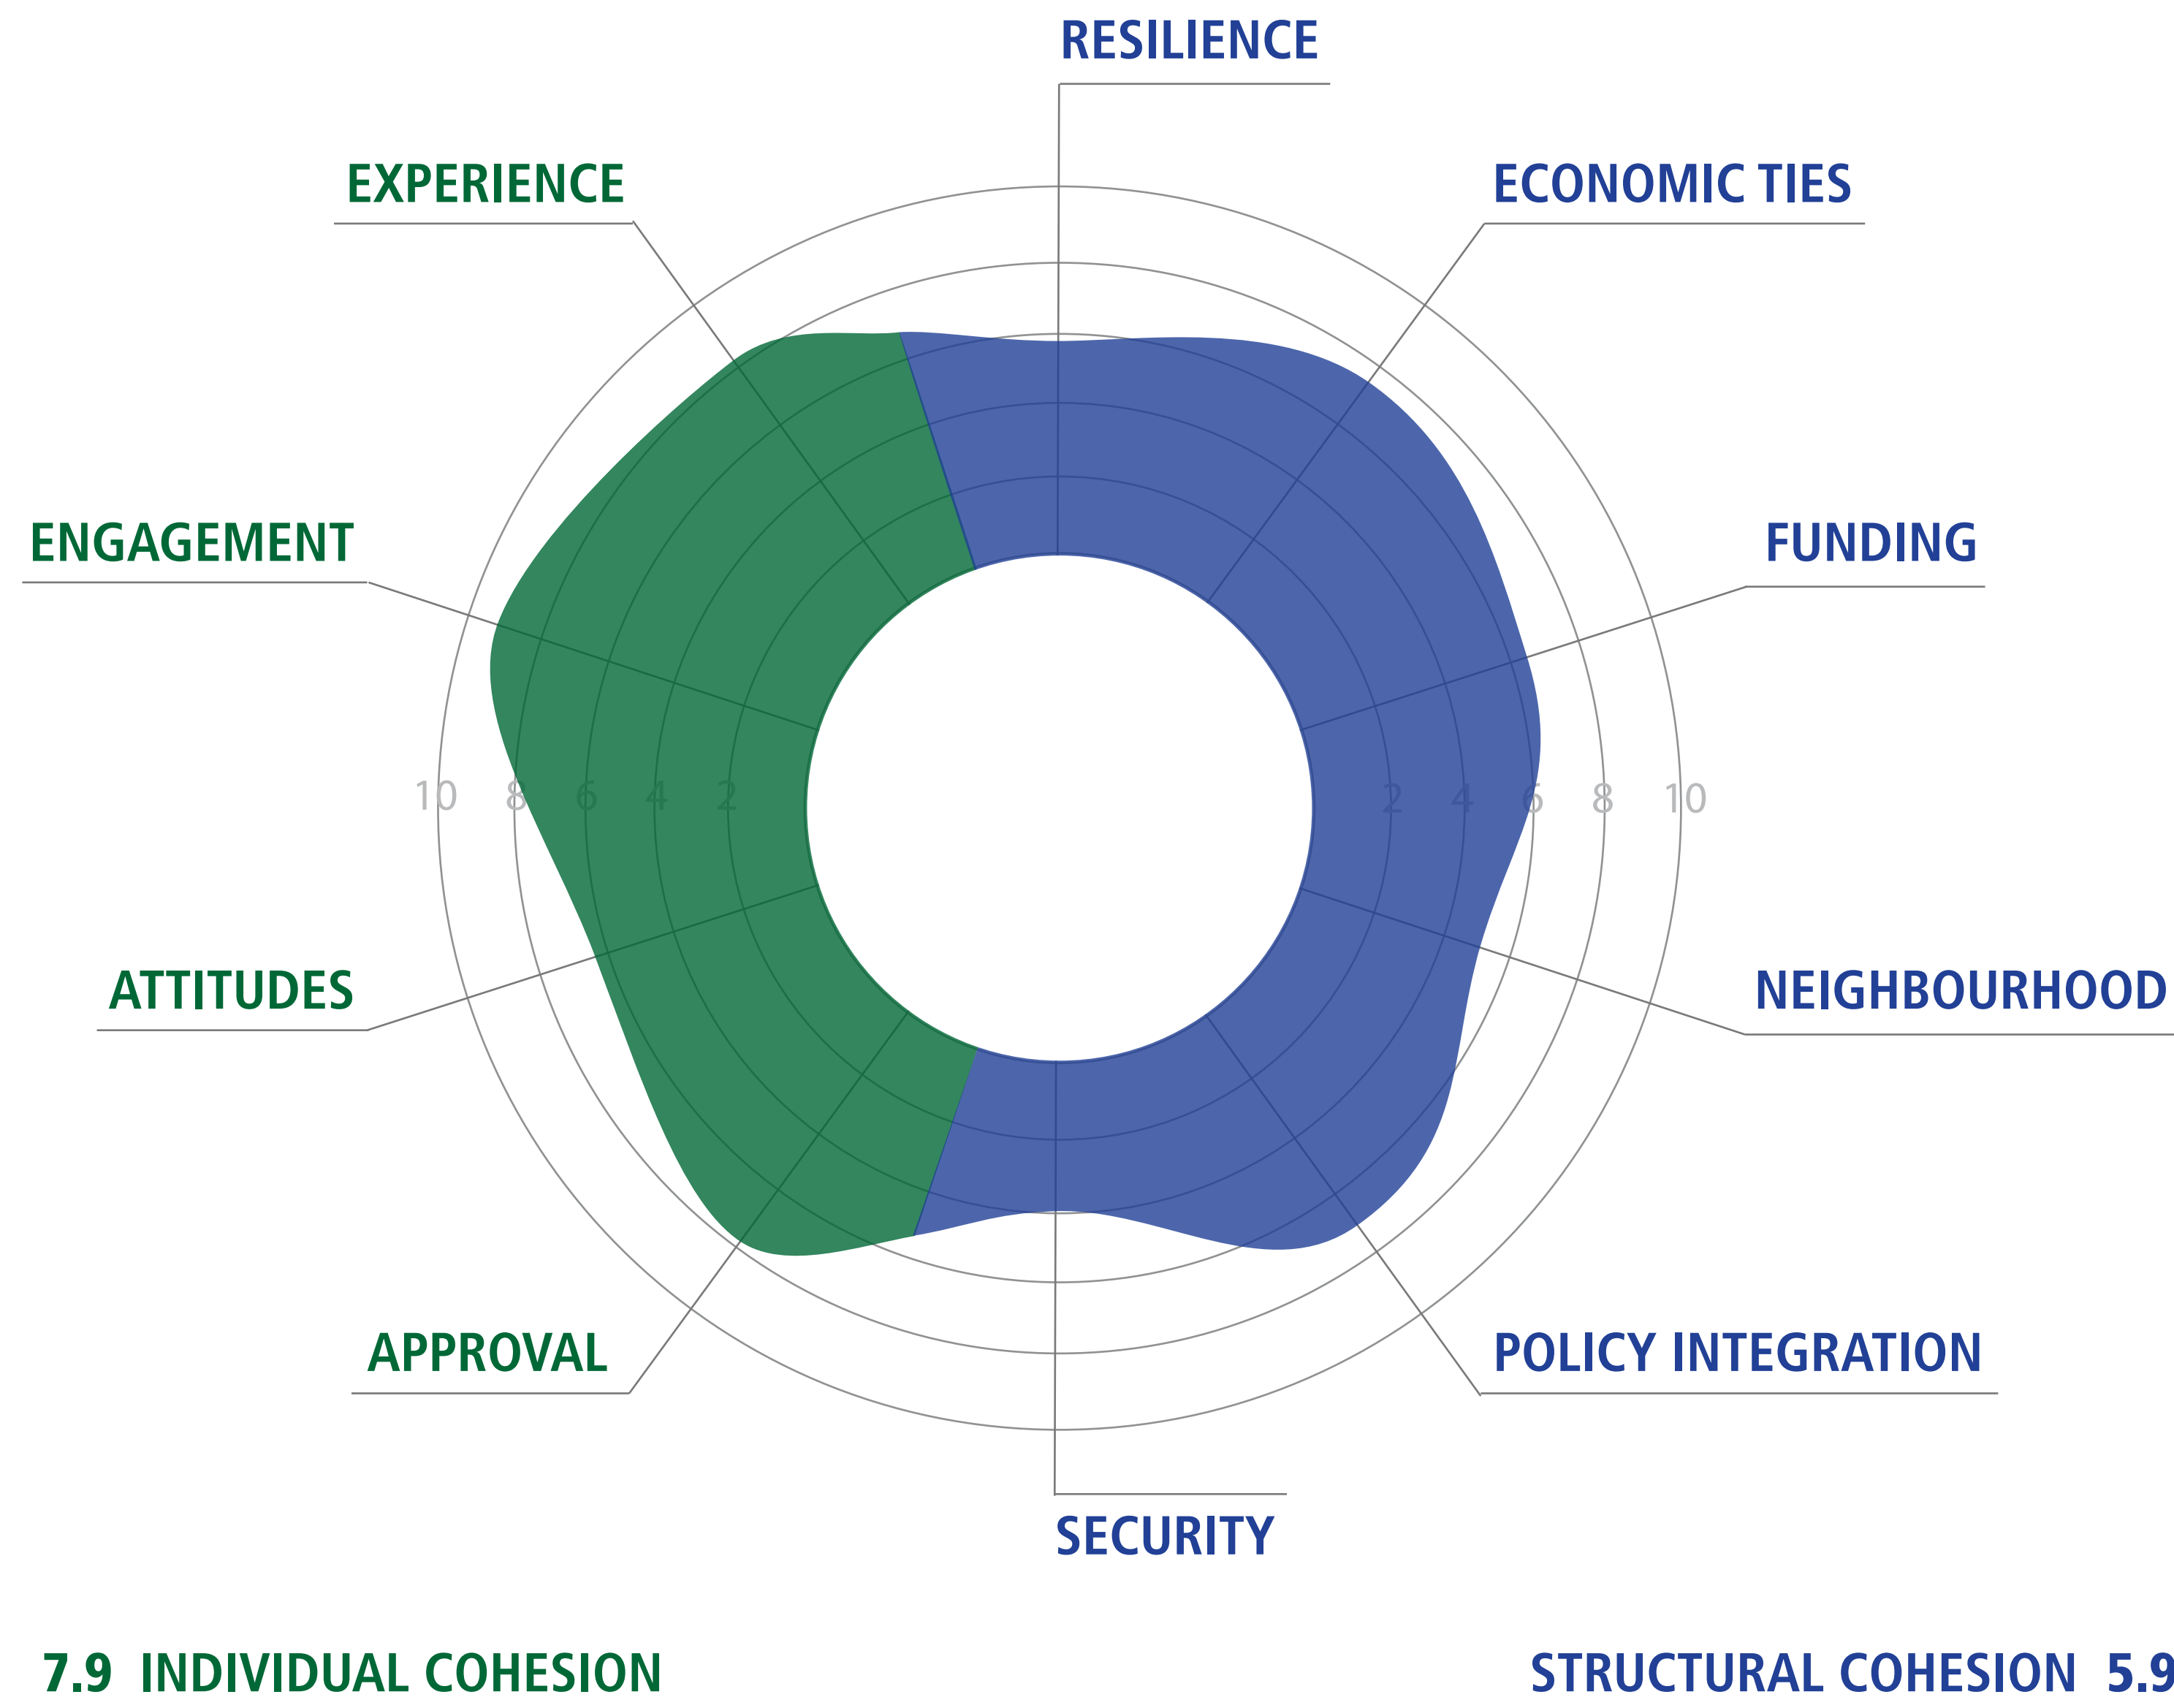 RESILIENCE
EXPERIENCE
ECONOMIC TIES
ENGAGEMENT
FUNDING
10 8 6 4 2 2 4 6 8 10
ATTITUDES
NEIGHBOURHOOD
APPROVAL
POLICY INTEGRATION
SECURITY
7.9 INDIVIDUAL COHESION
STRUCTURAL COHESION 5.9